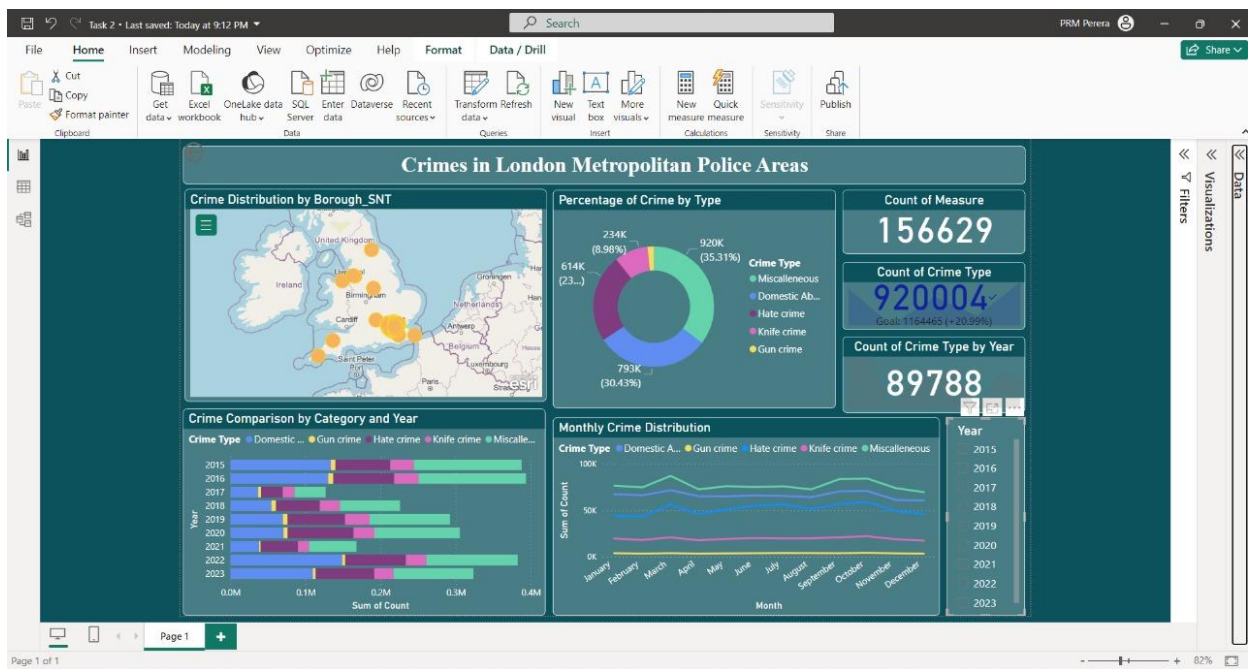 Task 2 • Last saved: Today at 9:12 PM
Search
PRM Perera
File Home Insert Modeling View Optimize Help Format Data / Drill
Share
Paste
Cut
Copy
Format painter
Clipboard
Get data
Excel workbook
OneLake data hub
SQL Server
Enter data
Dataverse
Recent sources
Data
Transform data
Refresh
Queries
New visual
Text box
More visuals
Insert
New measure
Quick measure
Calculations
Sensitivity
Sensitivity
Publish
Share
Crimes in London Metropolitan Police Areas
Crime Distribution by Borough_SNT
United Kingdom
Ireland
Birmingham
Cardiff
Groningen
Netherlands
Antwerp
Belgium
Luxembourg
Saint Peter Port
Paris
esri
Percentage of Crime by Type
234K
(8.98%)
920K
(35.31%)
614K
(23...)
793K
(30.43%)
Crime Type
Miscalleneous
Domestic Ab...
Hate crime
Knife crime
Gun crime
Count of Measure
156629
Count of Crime Type
920004
Goal: 1164465 (+20.99%)
Count of Crime Type by Year
89788
Crime Comparison by Category and Year
Crime Type Domestic ... Gun crime Hate crime Knife crime Miscalle...
Year
2015
2016
2017
2018
2019
2020
2021
2022
2023
0.0M 0.1M 0.2M 0.3M 0.4M
Sum of Count
Monthly Crime Distribution
Crime Type Domestic A... Gun crime Hate crime Knife crime Miscalleneous
Sum of Count
100K
50K
0K
January February March April May June July August September October November December
Month
Year
2015
2016
2017
2018
2019
2020
2021
2022
2023
Filters
Visualizations
Data
Page 1
Page 1 of 1
82%